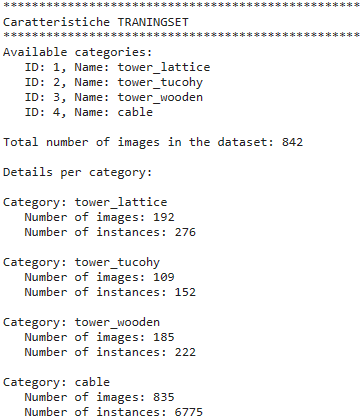 **************************************************
Caratteristiche TRANINGSET
**************************************************
Available categories:
ID: 1, Name: tower_lattice
ID: 2, Name: tower_tucohy
ID: 3, Name: tower_wooden
ID: 4, Name: cable
Total number of images in the dataset: 842
Details per category:
Category: tower_lattice
Number of images: 192
Number of instances: 276
Category: tower_tucohy
Number of images: 109
Number of instances: 152
Category: tower_wooden
Number of images: 185
Number of instances: 222
Category: cable
Number of images: 835
Number of instances: 6775